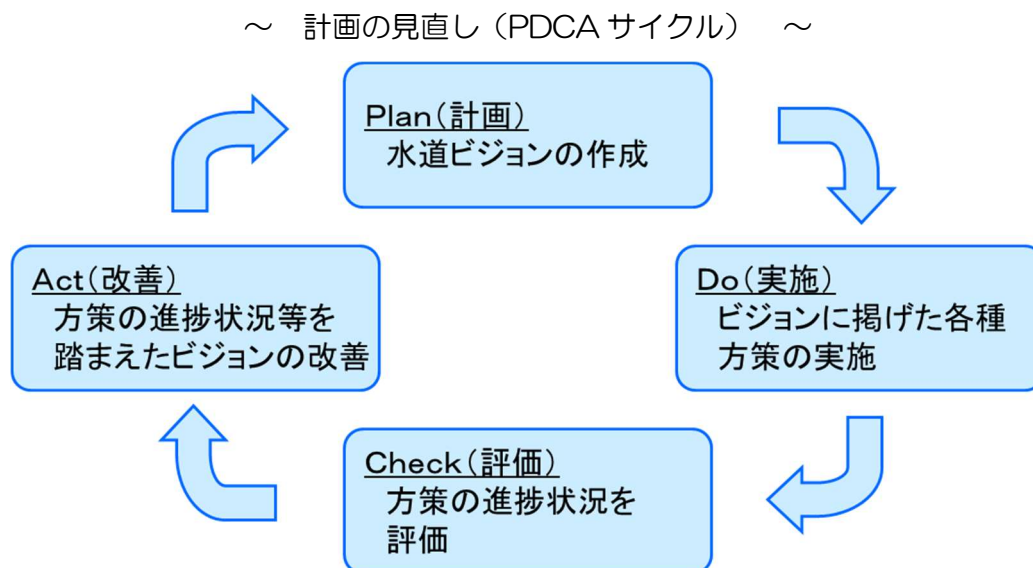 ～ 計画の見直し（PDCA サイクル） ～
Plan（計画）
水道ビジョンの作成
Do（実施）
ビジョンに掲げた各種
方策の実施
Check（評価）
方策の進捗状況を
評価
Act（改善）
方策の進捗状況等を
踏まえたビジョンの改善